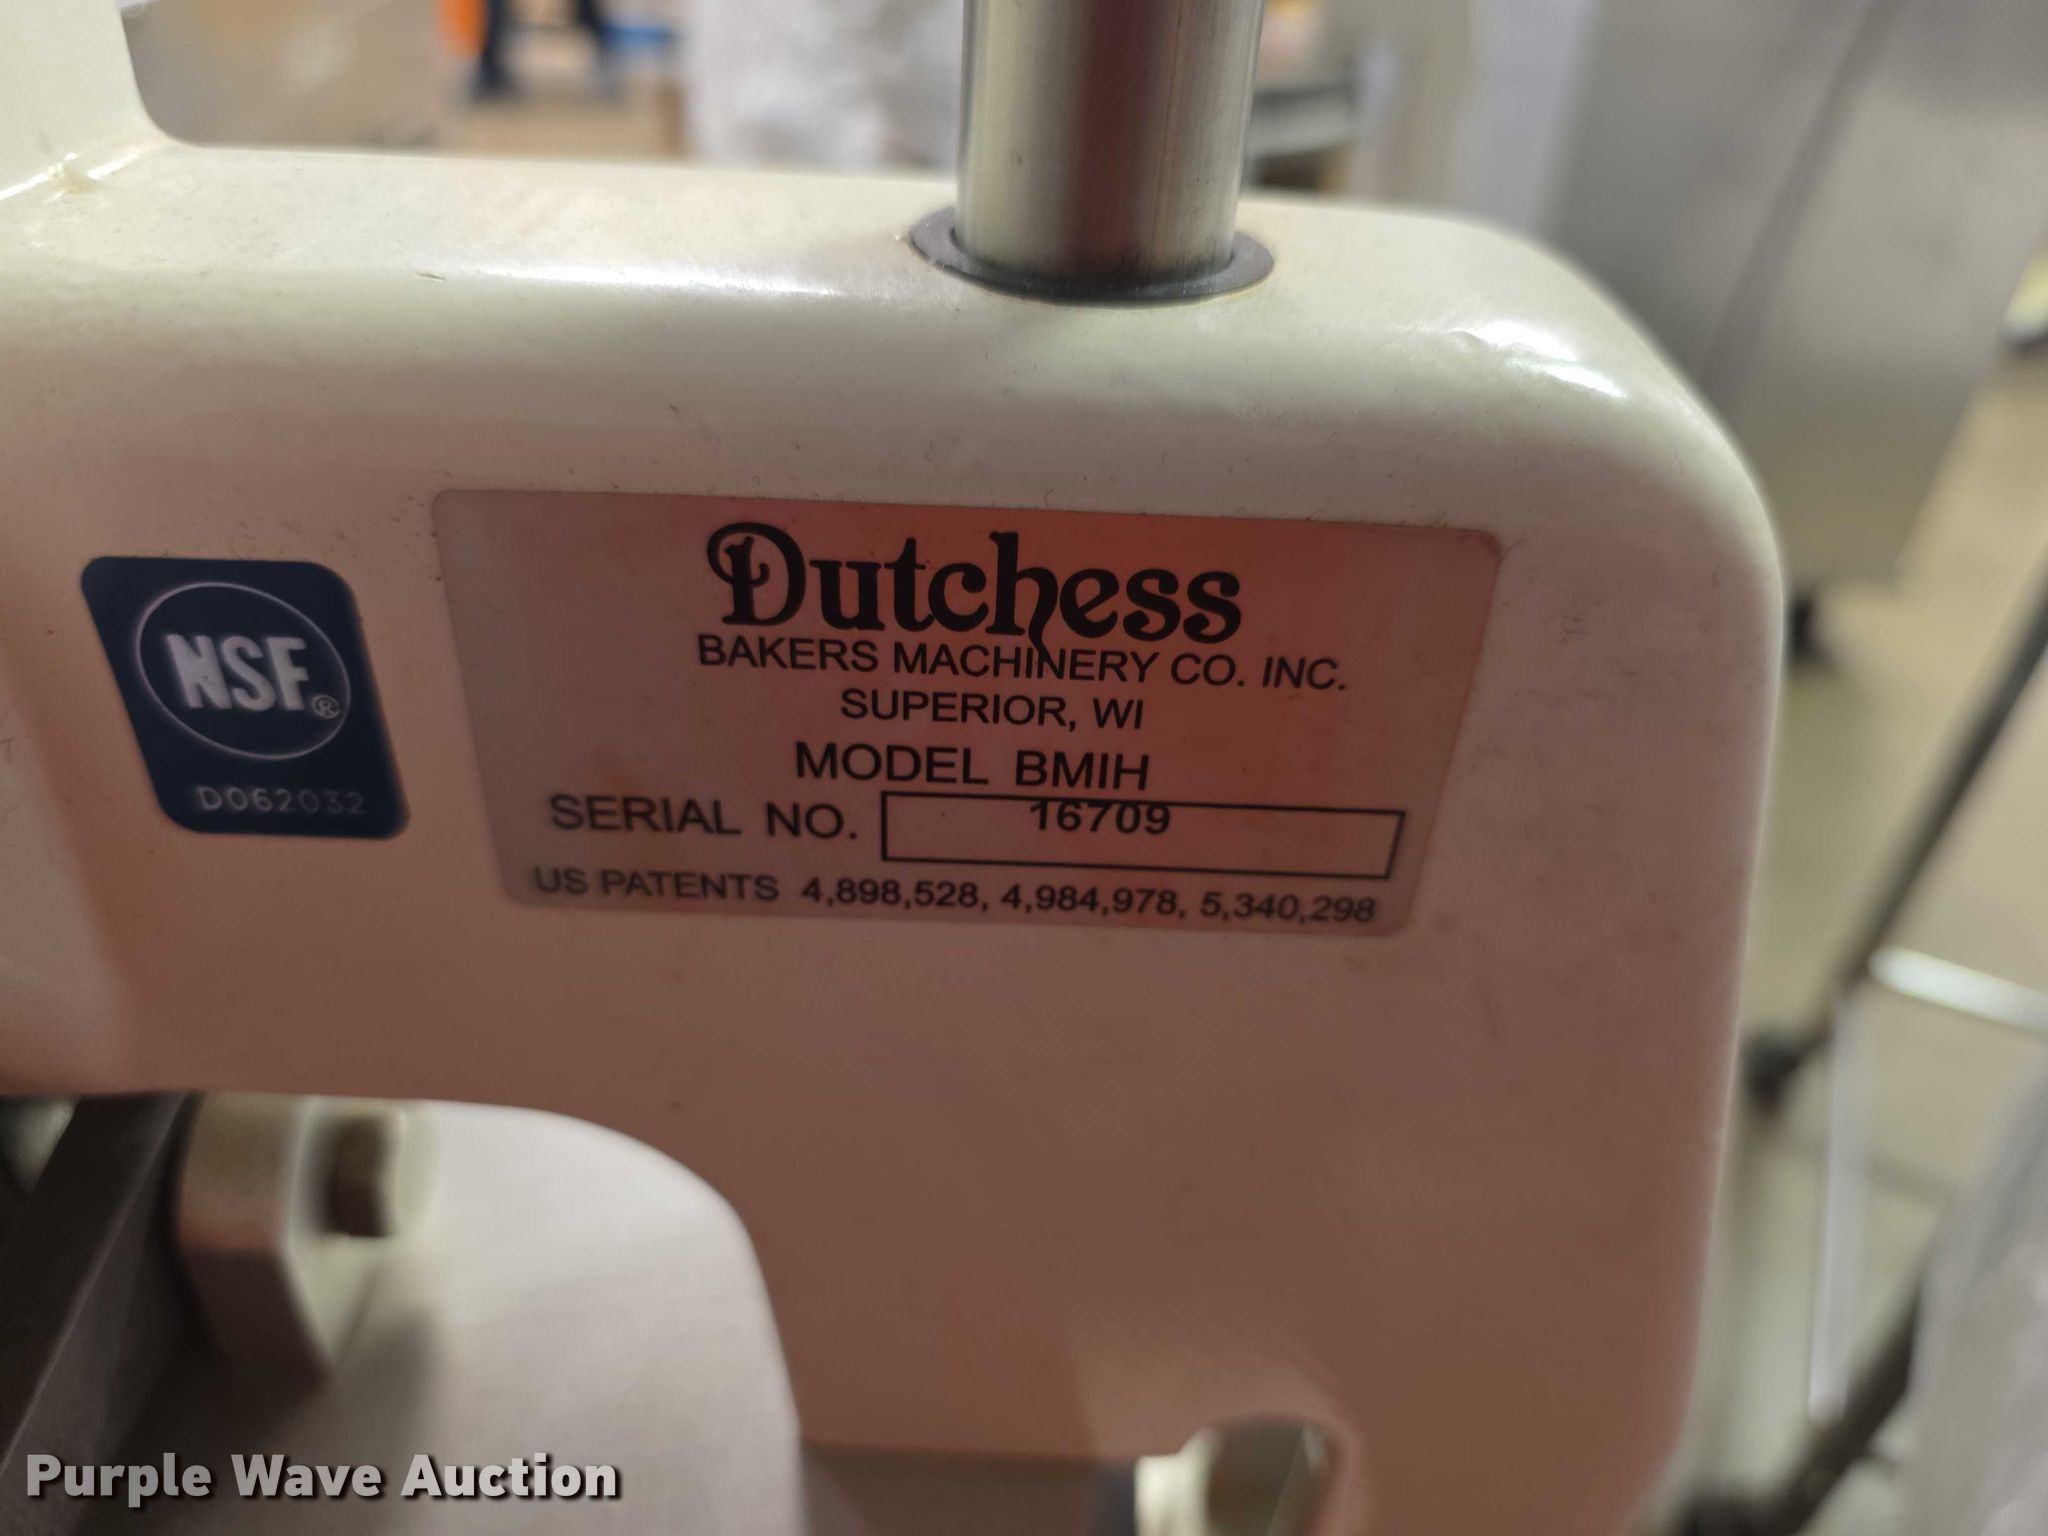 Dutchess
BAKERS MACHINERY CO. INC.
SUPERIOR, WI
MODEL BMIH
SERIAL NO. 16709
US PATENTS 4,898,528, 4,984,978, 5,340,298
NSF®
D062032
Purple Wave Auction